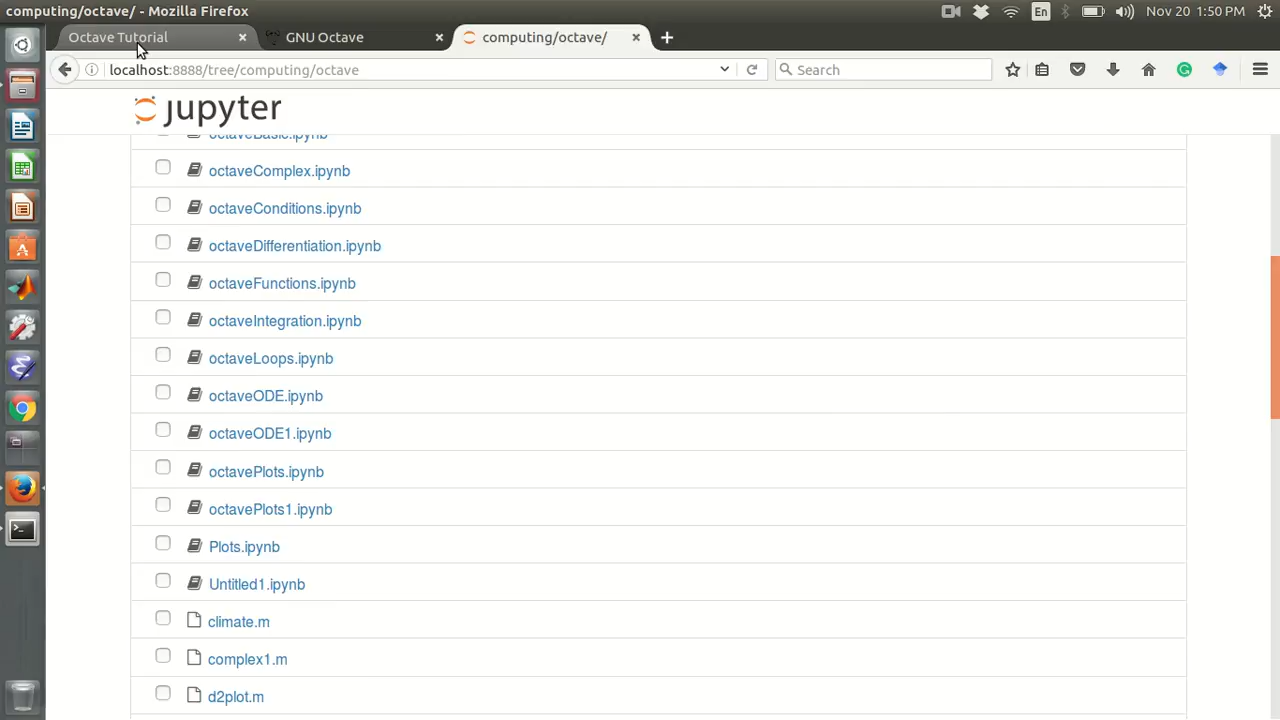 computing/octave/ - Mozilla Firefox
En
Nov 20 1:50 PM
Octave Tutorial
GNU Octave
computing/octave/
localhost:8888/tree/computing/octave
Search
jupyter
octaveBasic.ipynb
octaveComplex.ipynb
octaveConditions.ipynb
octaveDifferentiation.ipynb
octaveFunctions.ipynb
octaveIntegration.ipynb
octaveLoops.ipynb
octaveODE.ipynb
octaveODE1.ipynb
octavePlots.ipynb
octavePlots1.ipynb
Plots.ipynb
Untitled1.ipynb
climate.m
complex1.m
d2plot.m